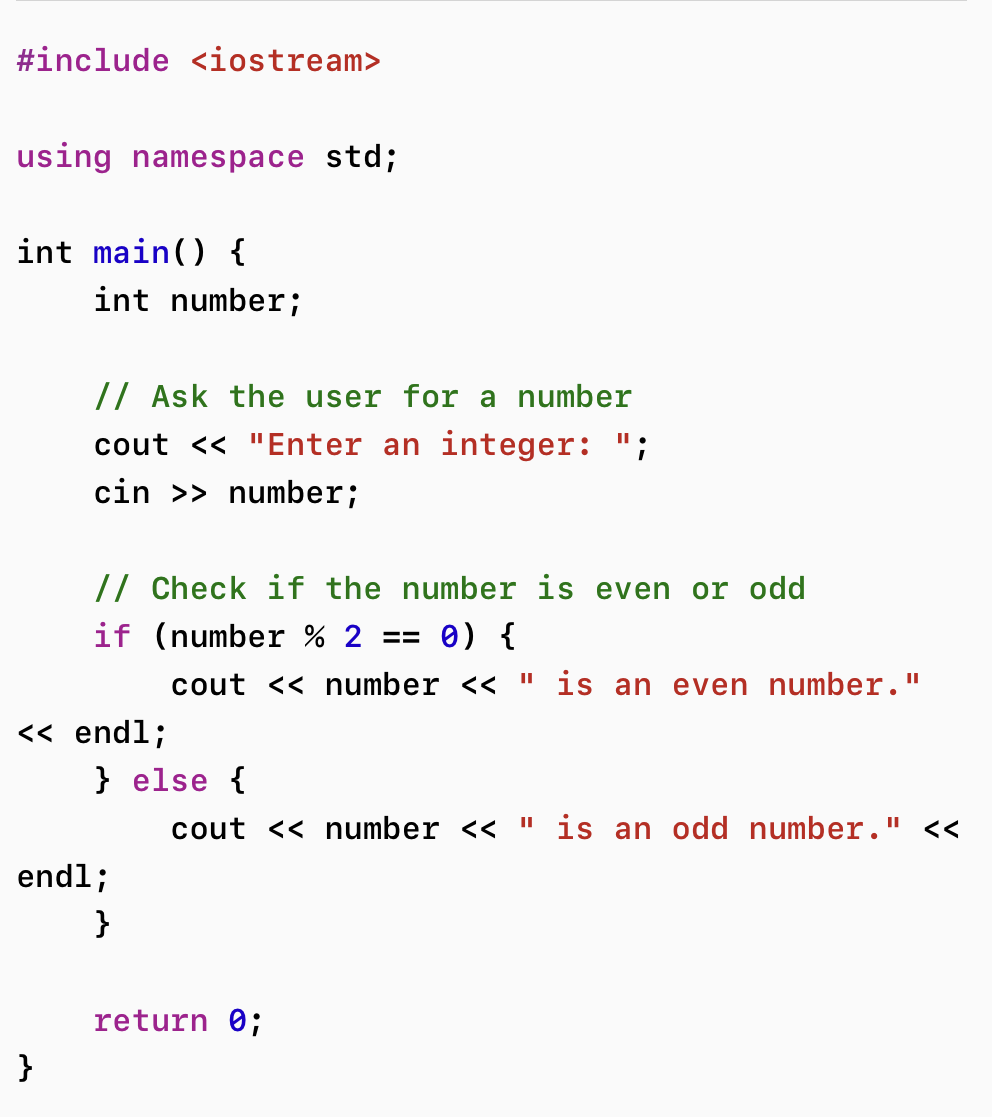 #include <iostream>
using namespace std;
int main() {
    int number;
    // Ask the user for a number
    cout << "Enter an integer: ";
    cin >> number;
    // Check if the number is even or odd
    if (number % 2 == 0) {
        cout << number << " is an even number."
<< endl;
    } else {
        cout << number << " is an odd number." <<
endl;
    }
    return 0;
}